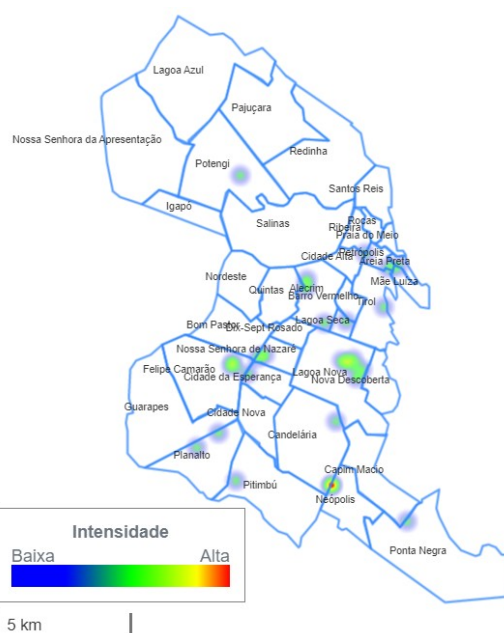 Lagoa Azul
Pajuçara
Nossa Senhora da Apresentação
Redinha
Potengi
Santos Reis
Igapó
Salinas
Rocas
Ribeira
Praia do Meio
Petrópolis
Cidade Alta
Areia Preta
Nordeste
Mãe Luiza
Quintas
Alecrim
Barro Vermelho
Tirol
Lagoa Seca
Bom Pastor
Dix-Sept Rosado
Nossa Senhora de Nazaré
Felipe Camarão
Lagoa Nova
Cidade da Esperança
Nova Descoberta
Guarapes
Cidade Nova
Candelária
Planalto
Capim Macio
Pitimbú
Neópolis
Ponta Negra
Intensidade
Baixa Alta
5 km